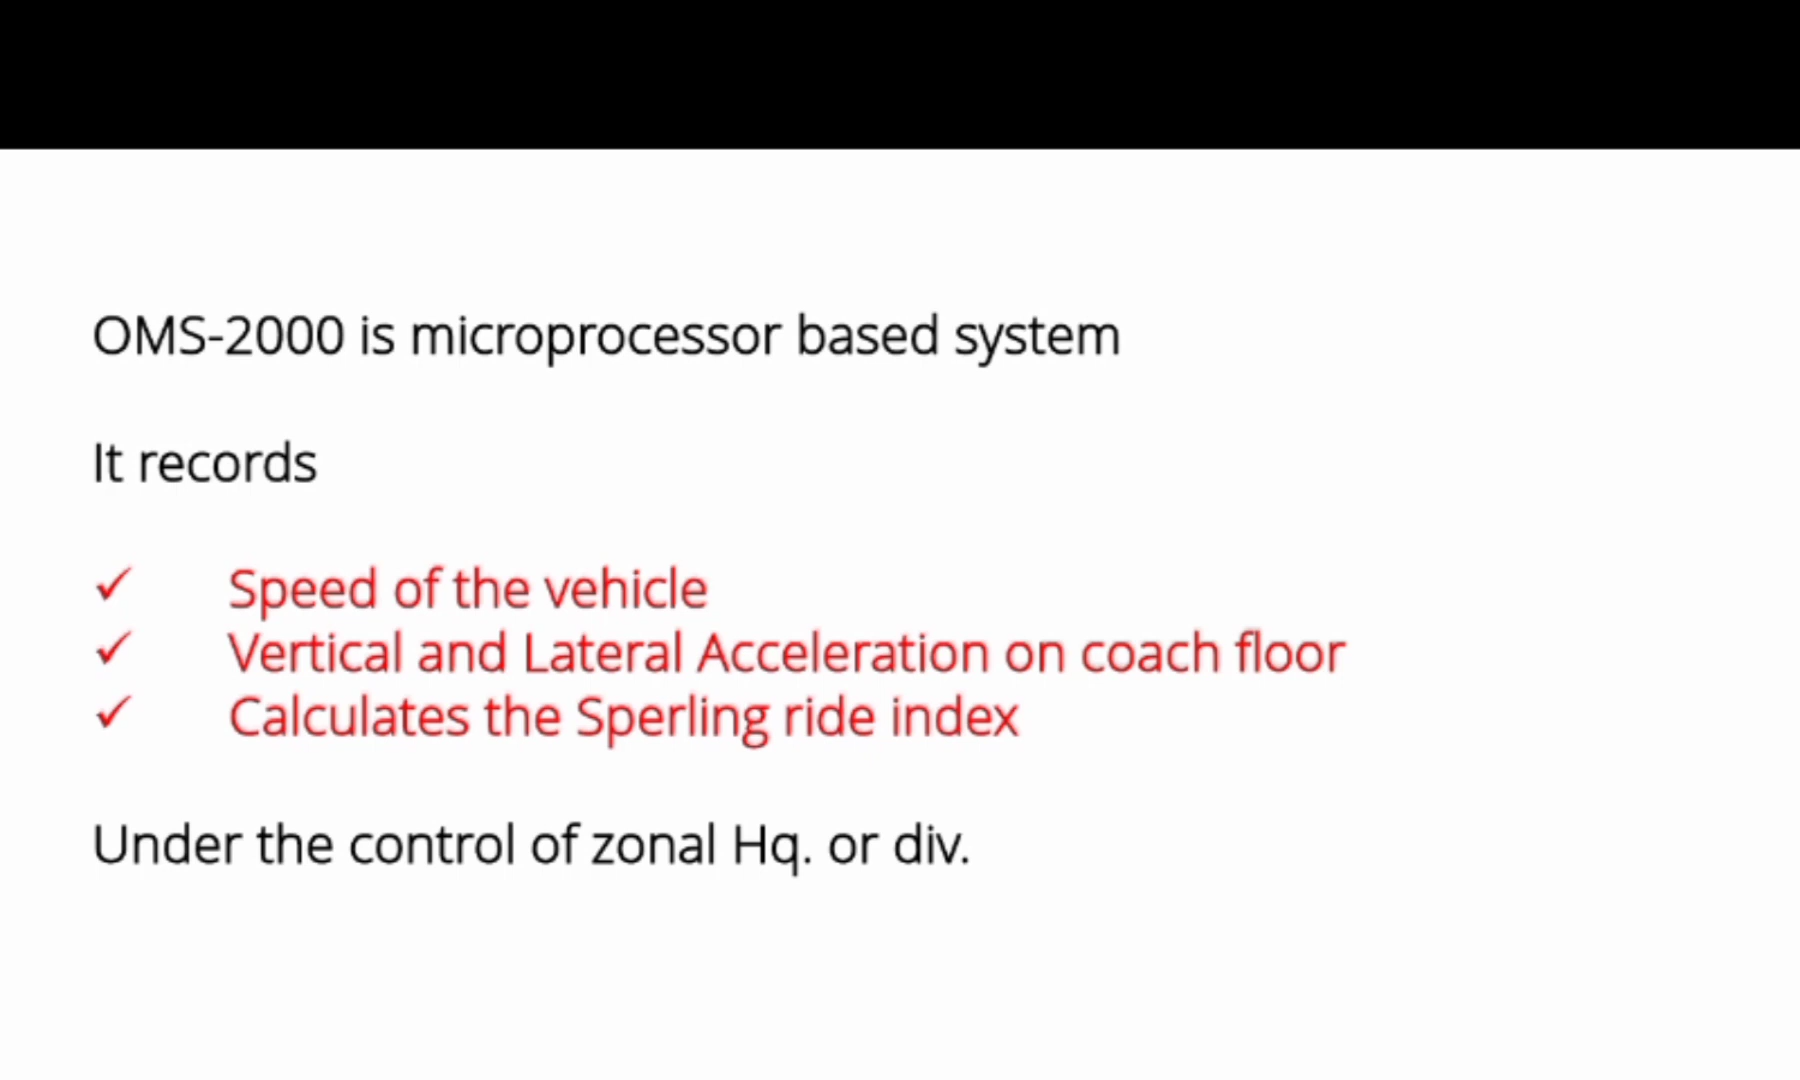 OMS-2000 is microprocessor based system
It records
✓ Speed of the vehicle
✓ Vertical and Lateral Acceleration on coach floor
✓ Calculates the Sperling ride index
Under the control of zonal Hq. or div.